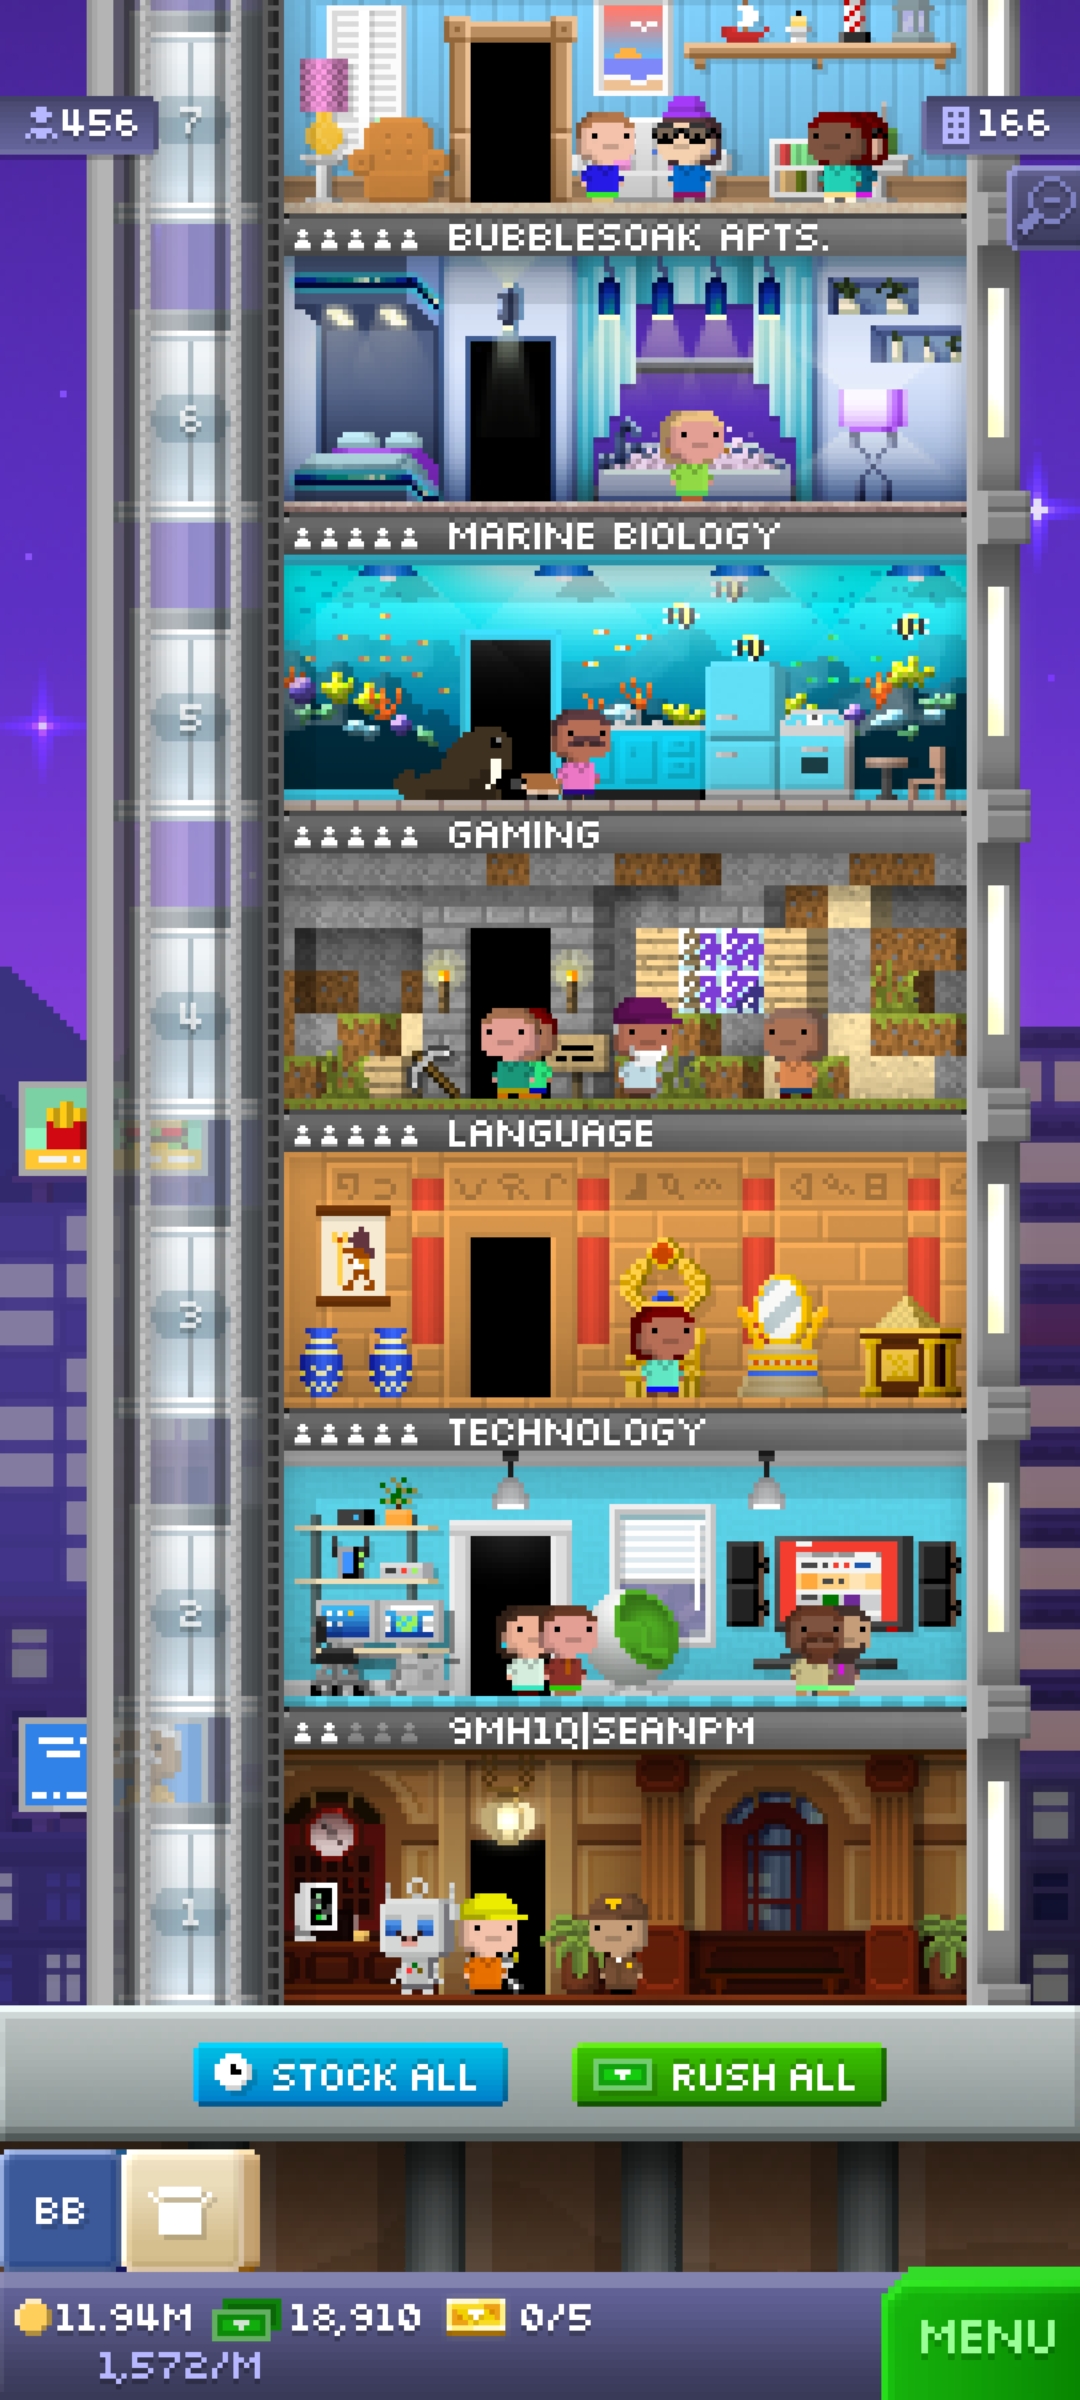 7
456
166
BUBBLESOAK APTS.
6
MARINE BIOLOGY
5
GAMING
4
LANGUAGE
3
TECHNOLOGY
2
9MH1Q|SEANPM
1
STOCK ALL
RUSH ALL
BB
11.94M
18,910
0/5
1,572/M
MENU